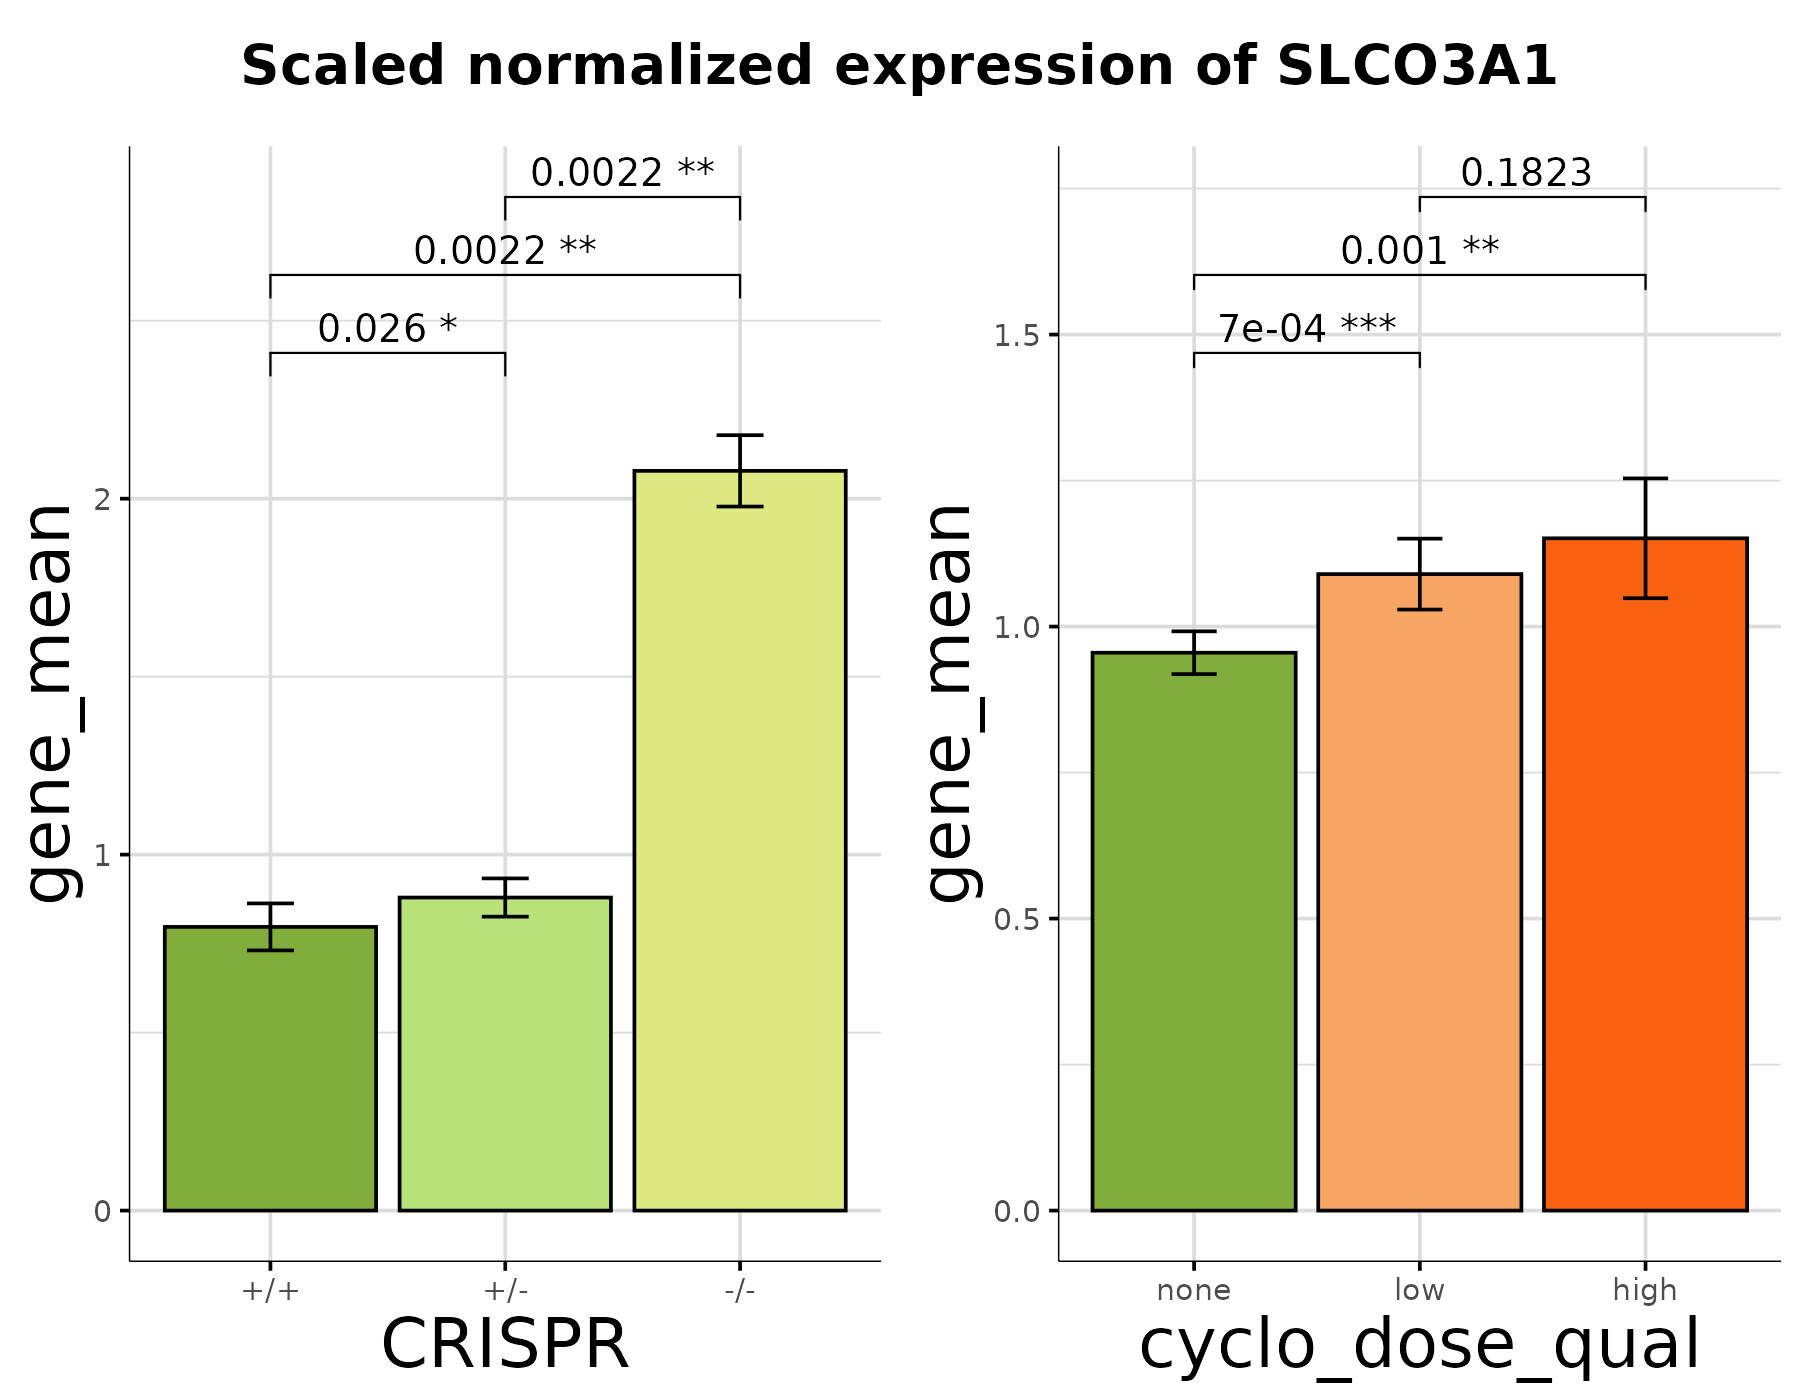 Scaled normalized expression of SLCO3A1
0.0022 **
0.0022 **
0.026 *
2
1
0
gene_mean
+/+ +/- -/-
CRISPR
0.1823
0.001 **
7e-04 ***
1.5
1.0
0.5
0.0
gene_mean
none low high
cyclo_dose_qual